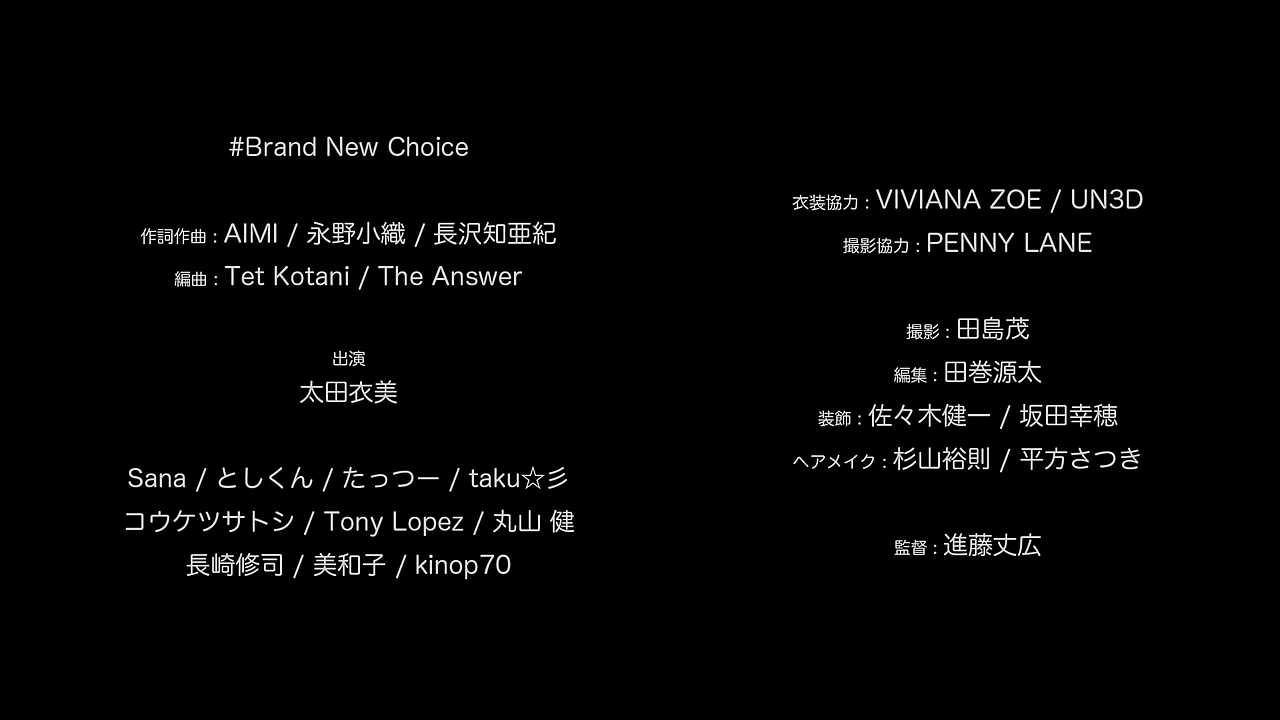 #Brand New Choice
作詞作曲 : AIMI / 永野小織 / 長沢知亜紀
編曲 : Tet Kotani / The Answer
出演
太田衣美
Sana / としくん / たっつー / taku☆彡
コウケツサトシ / Tony Lopez / 丸山 健
長崎修司 / 美和子 / kinop70
衣装協力 : VIVIANA ZOE / UN3D
撮影協力 : PENNY LANE
撮影 : 田島茂
編集 : 田巻源太
装飾 : 佐々木健一 / 坂田幸穂
ヘアメイク : 杉山裕則 / 平方さつき
監督 : 進藤丈広